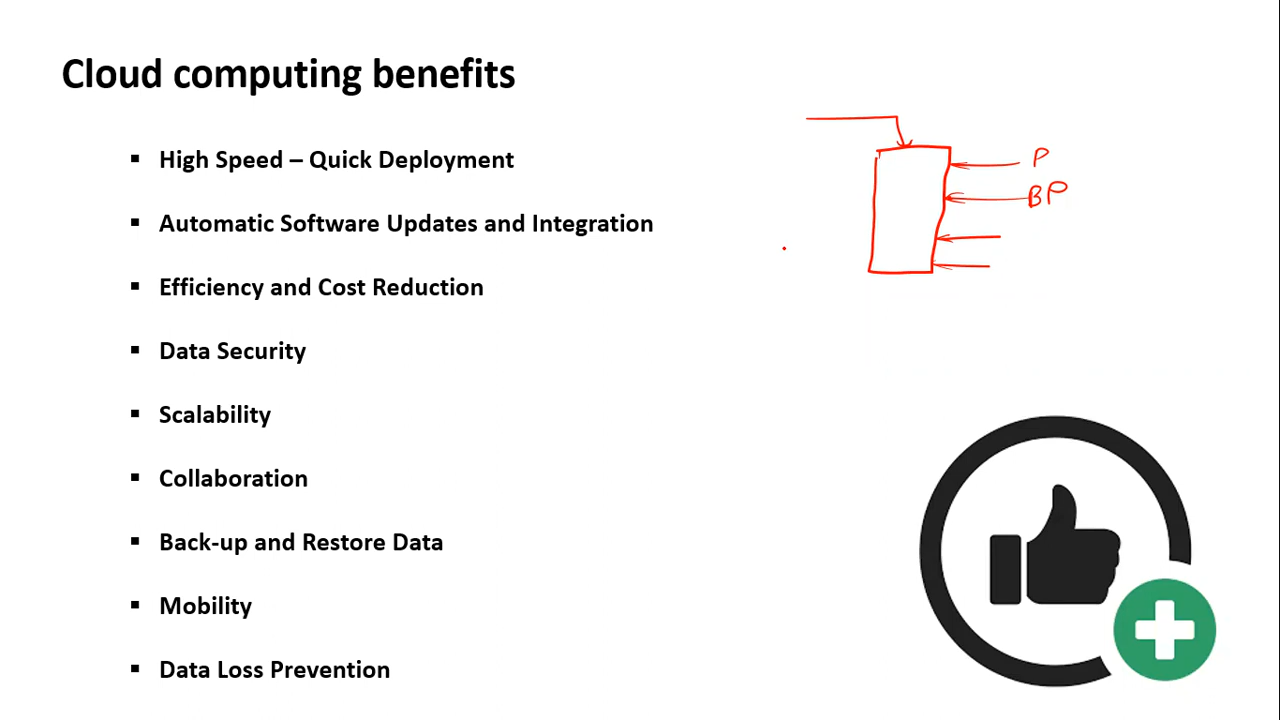 Cloud computing benefits
▪ High Speed – Quick Deployment
▪ Automatic Software Updates and Integration
▪ Efficiency and Cost Reduction
▪ Data Security
▪ Scalability
▪ Collaboration
▪ Back-up and Restore Data
▪ Mobility
▪ Data Loss Prevention
P
BP